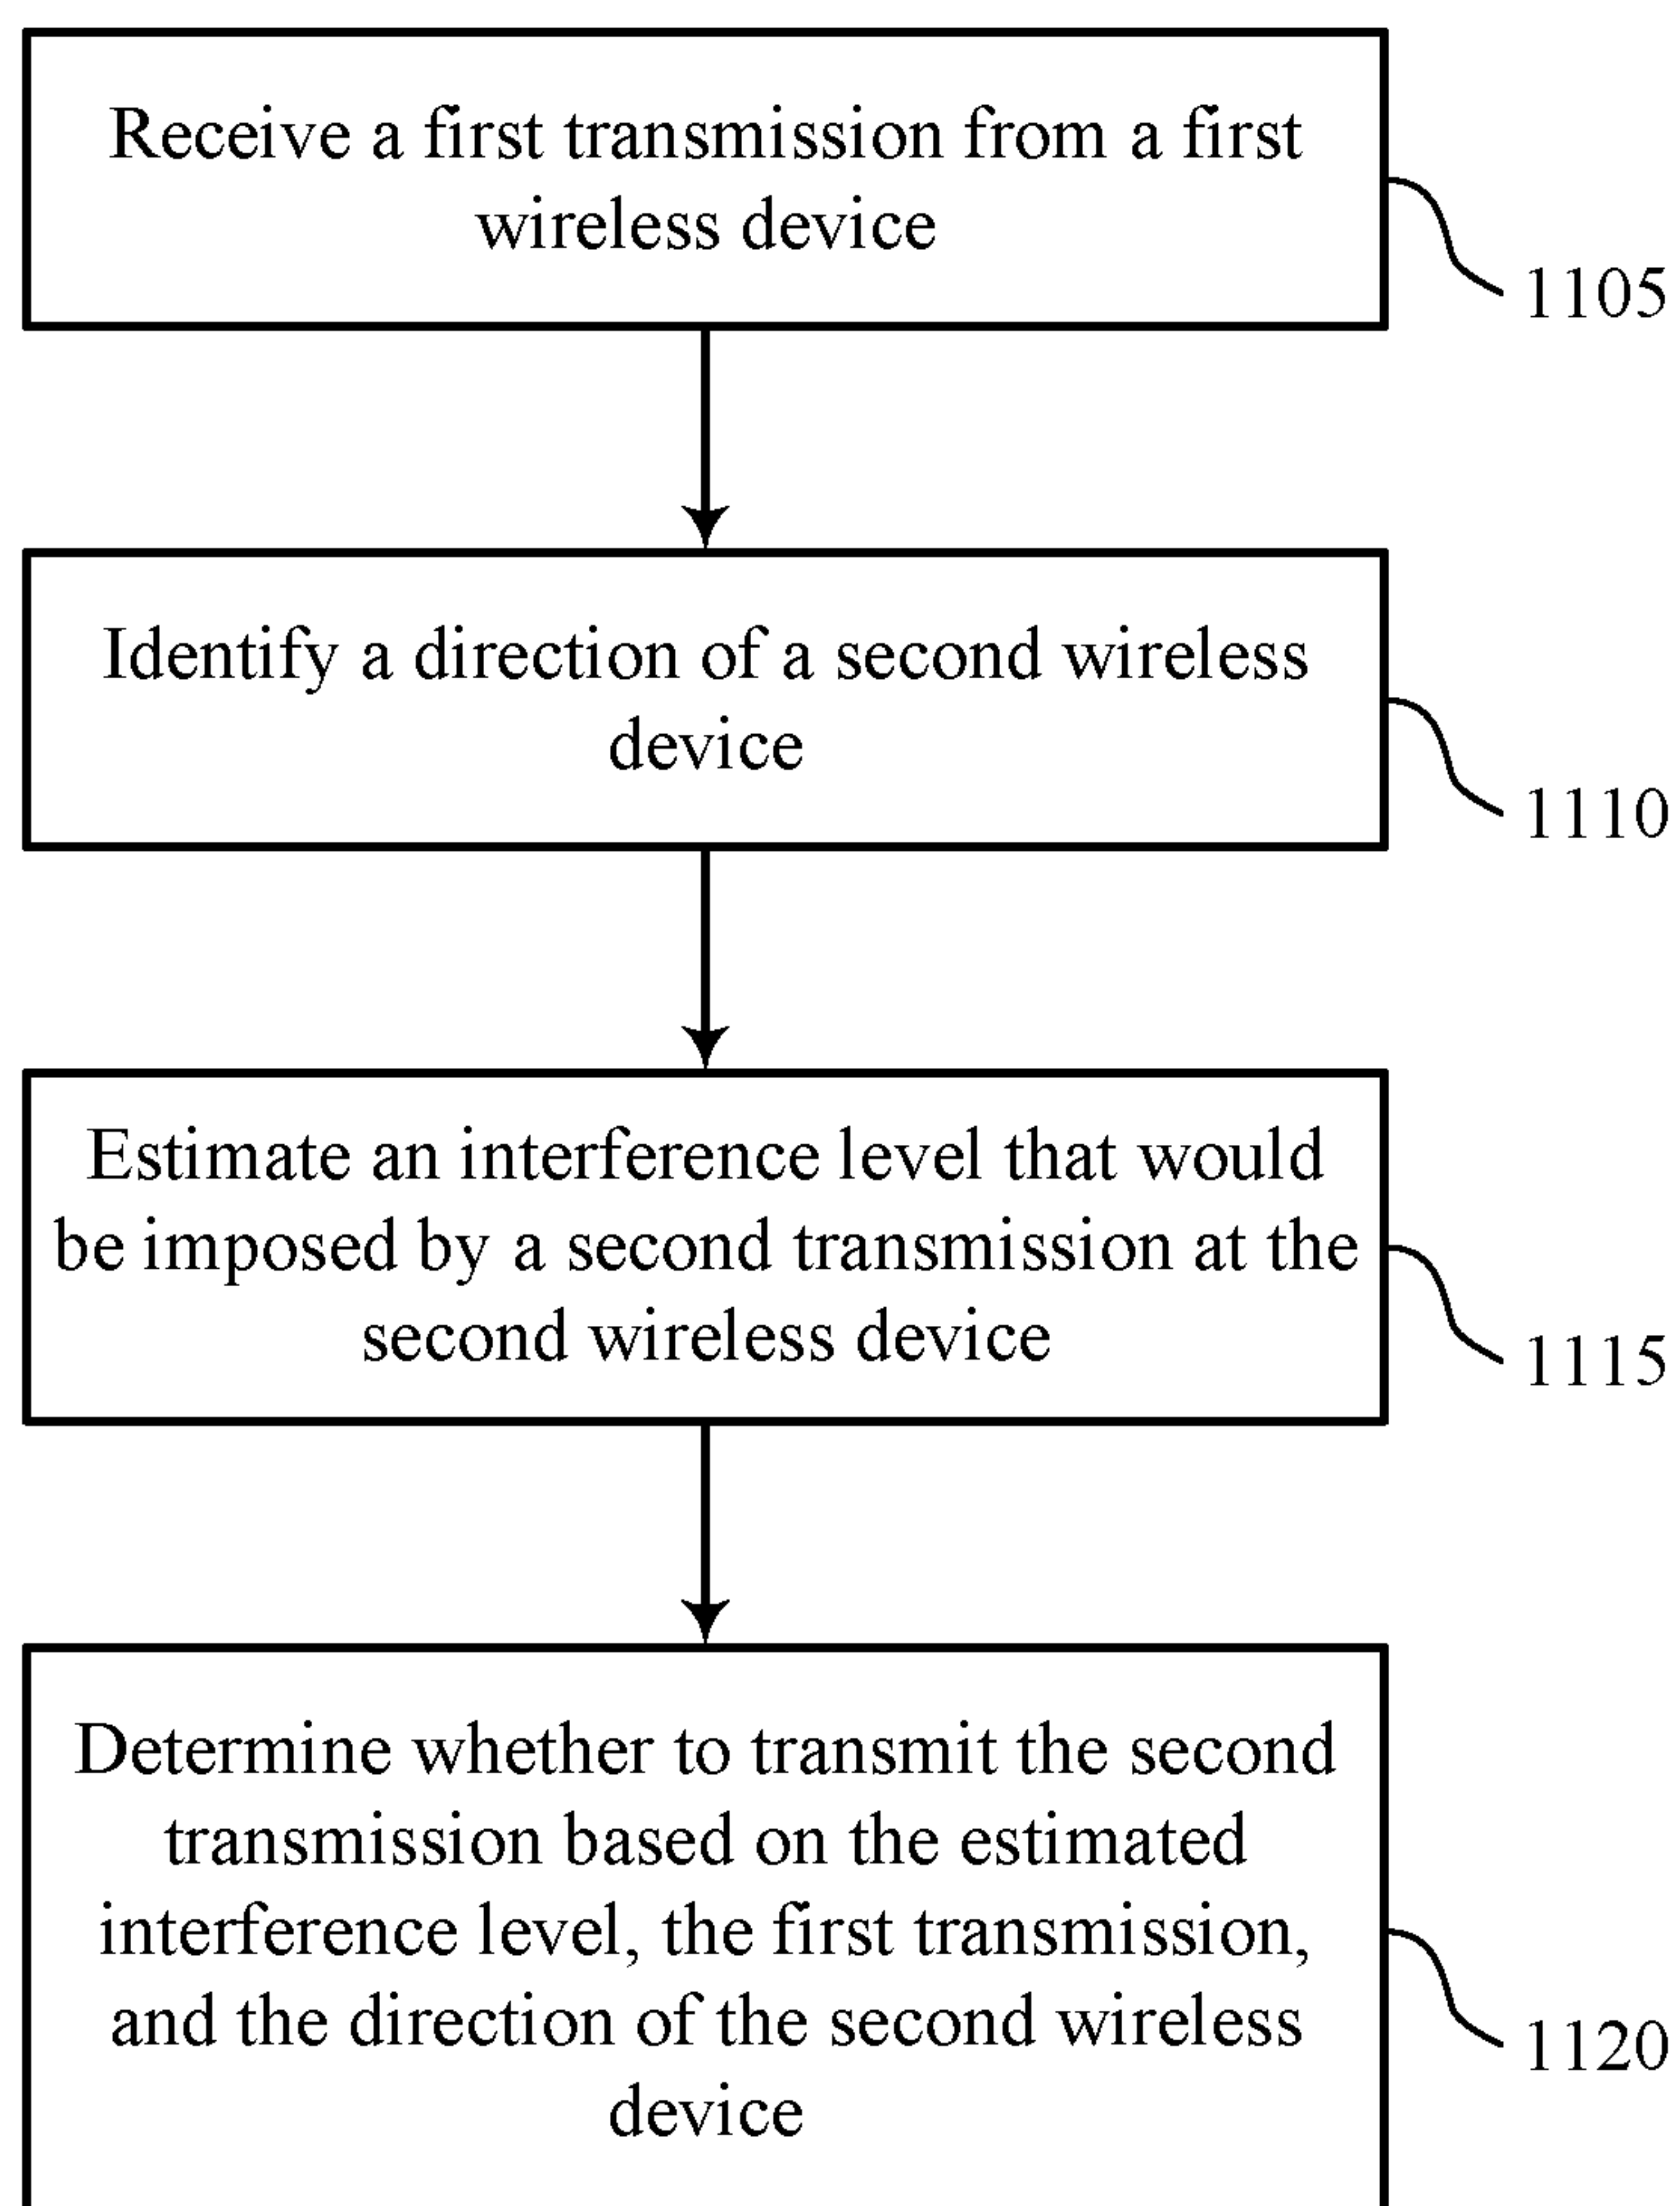 Receive a first transmission from a first
wireless device
1105
Identify a direction of a second wireless
device
1110
Estimate an interference level that would
be imposed by a second transmission at the
second wireless device
1115
Determine whether to transmit the second
transmission based on the estimated
interference level, the first transmission,
and the direction of the second wireless
device
1120